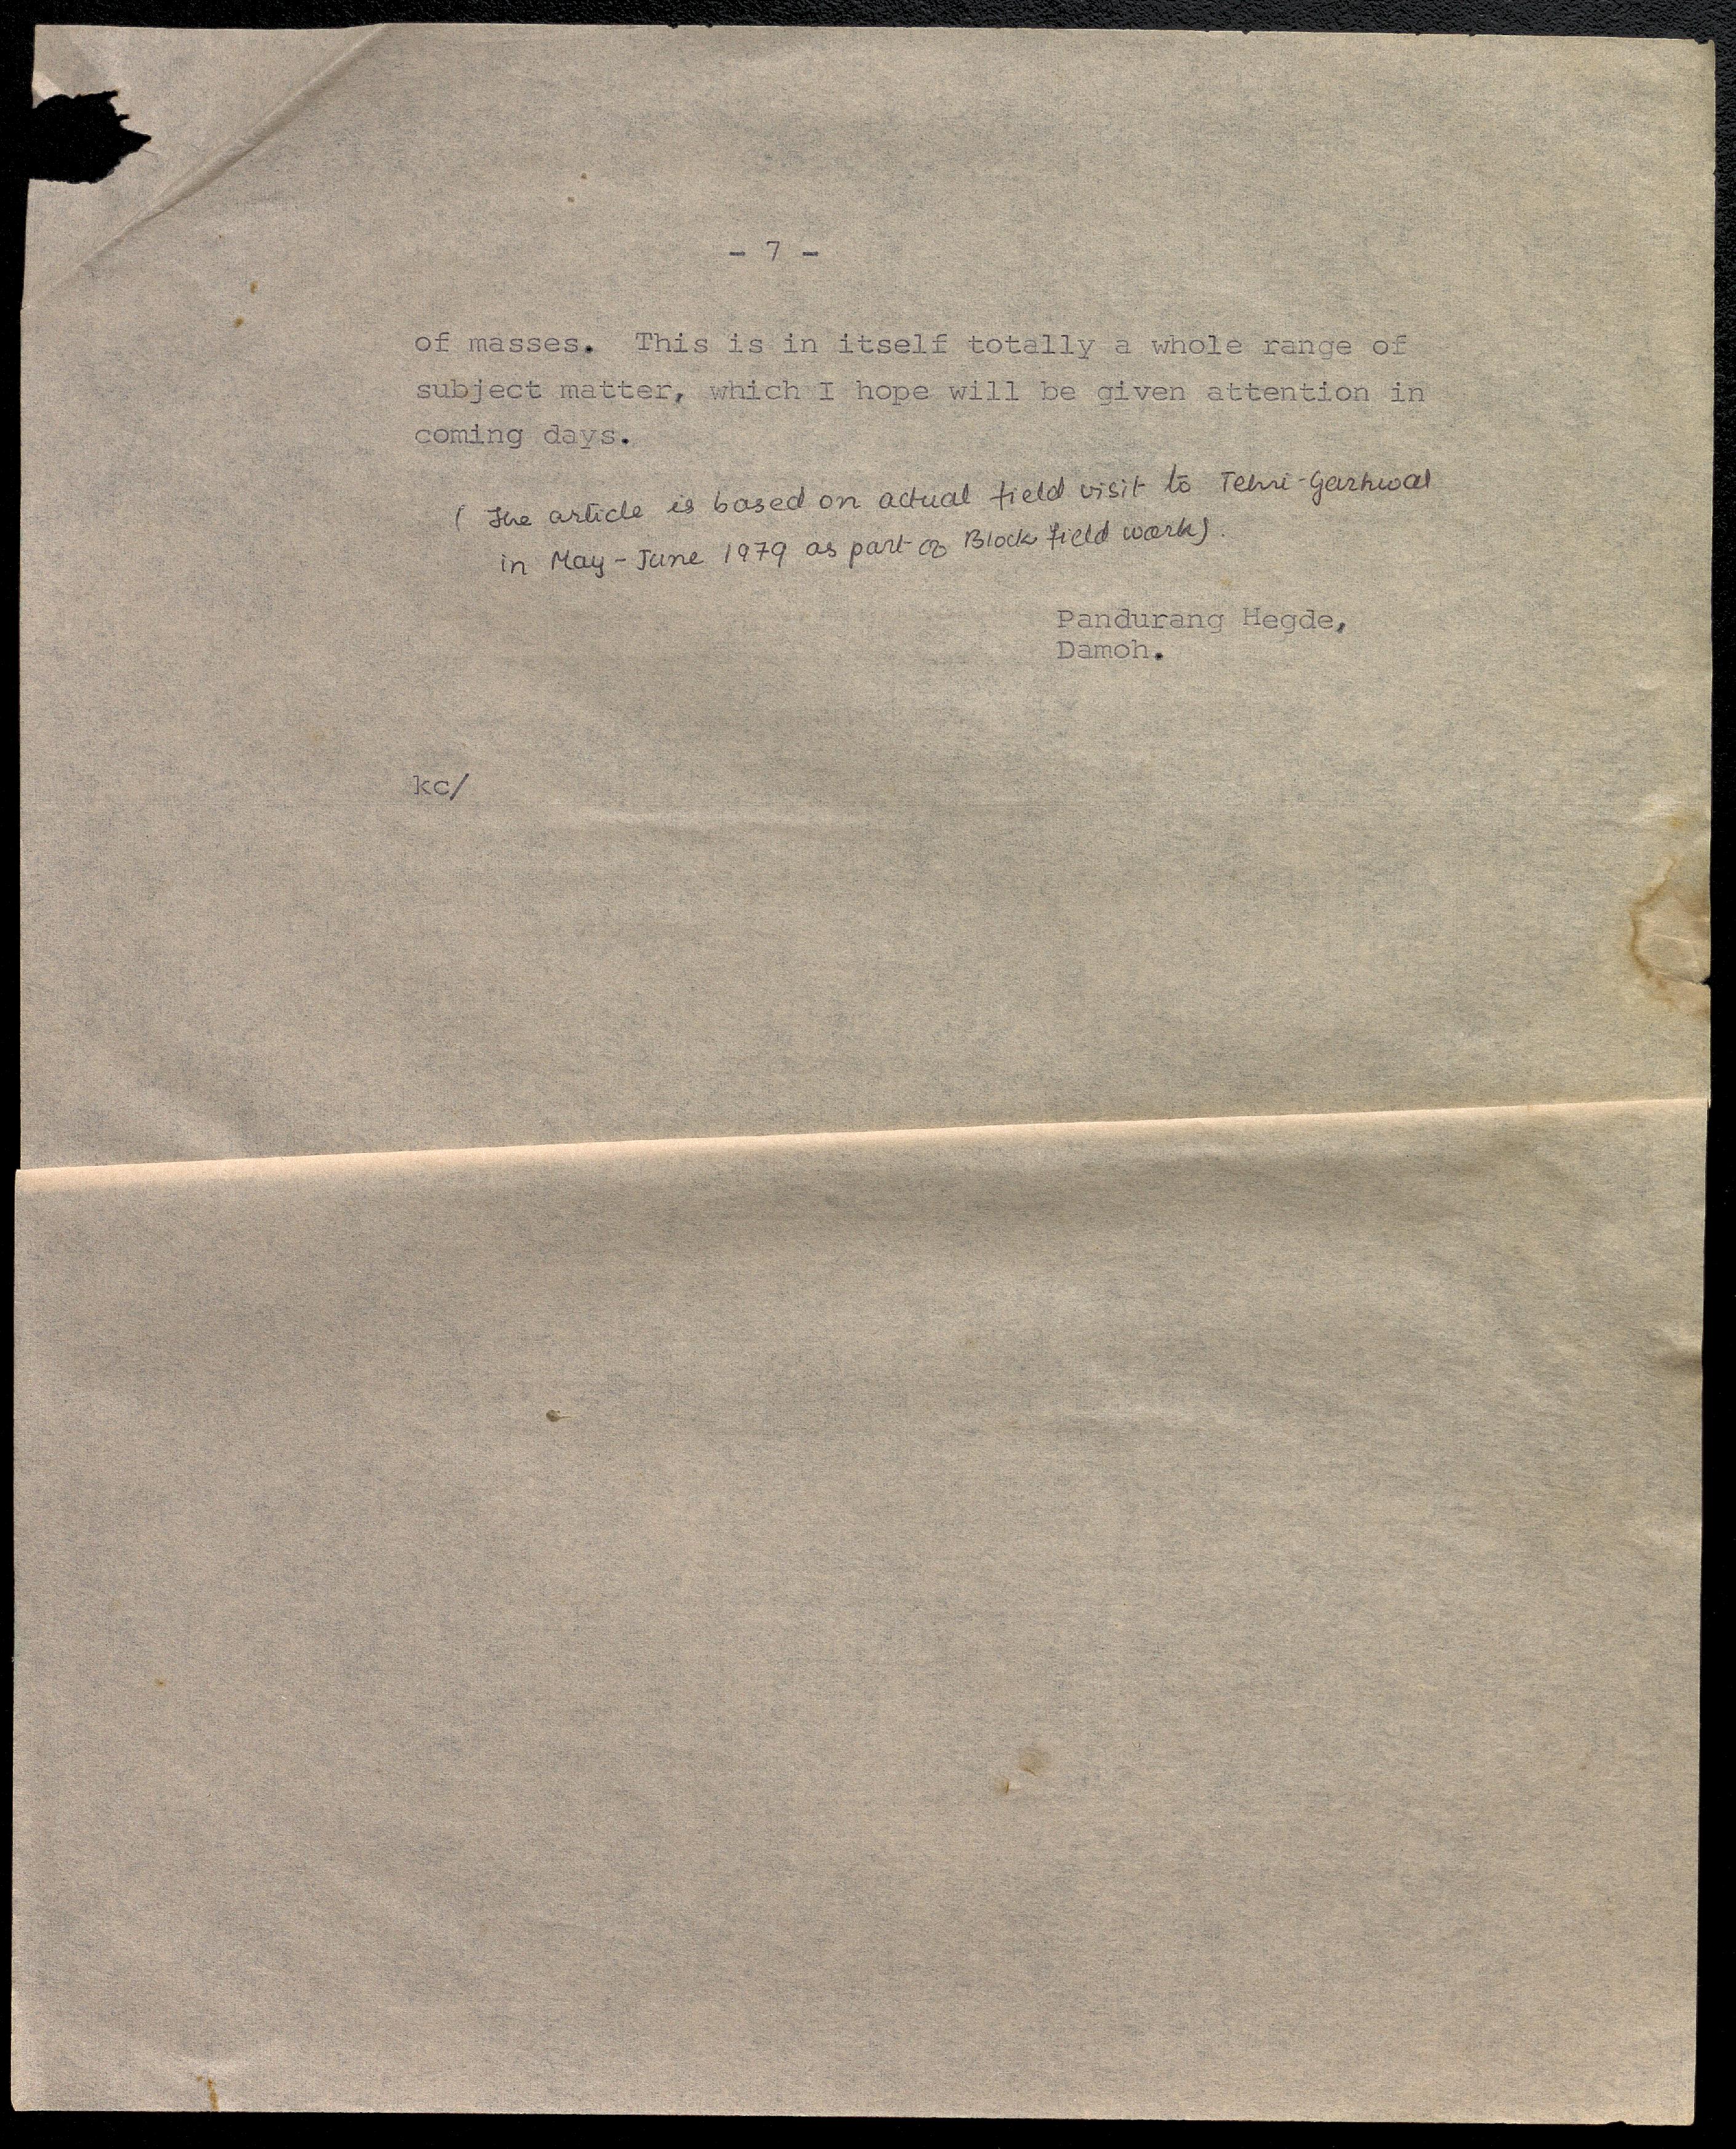 - 7 -
of masses. This is in itself totally a whole range of
subject matter, which I hope will be given attention in
coming days.
( The article is based on actual field visit to Tehri-Garhwal
in May - June 1979 as part of Block field work).
Pandurang Hegde,
Damoh.
kc/